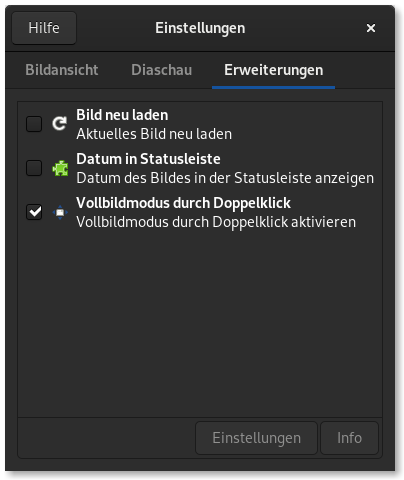 Hilfe
Einstellungen
Bildansicht
Diaschau
Erweiterungen
Bild neu laden
Aktuelles Bild neu laden
Datum in Statusleiste
Datum des Bildes in der Statusleiste anzeigen
Vollbildmodus durch Doppelklick
Vollbildmodus durch Doppelklick aktivieren
Einstellungen
Info